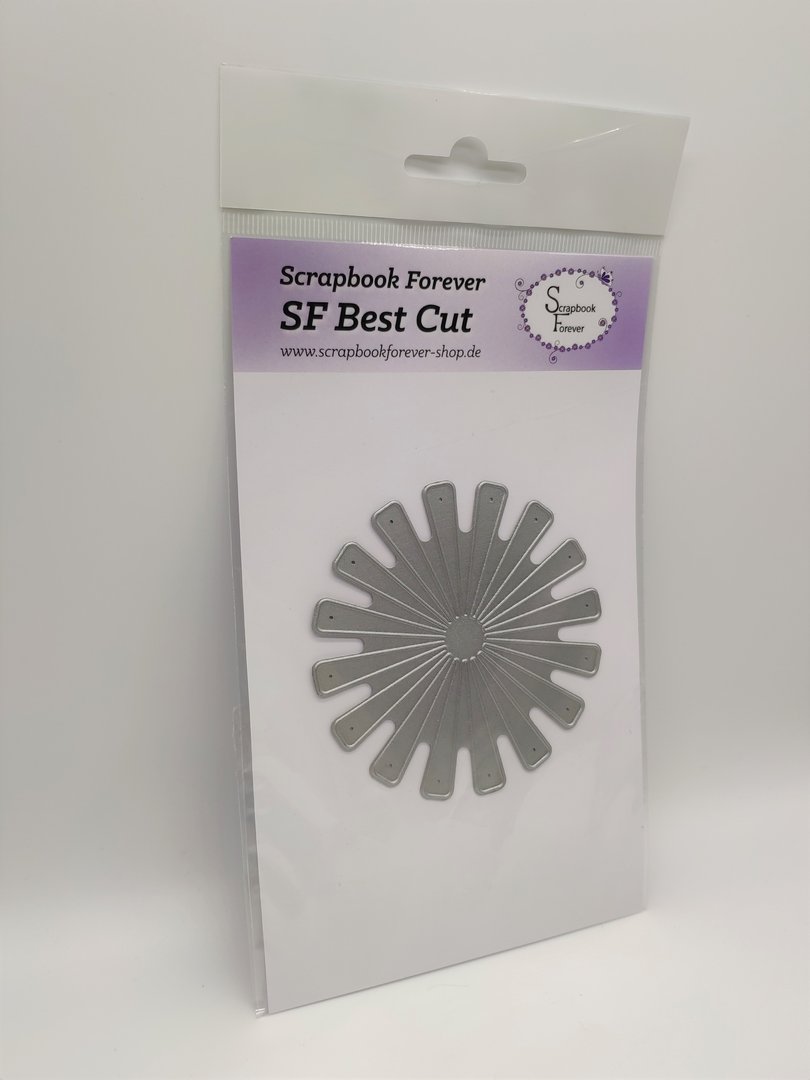 Scrapbook Forever
SF Best Cut
www.scrapbookforever-shop.de
Scrapbook
Forever